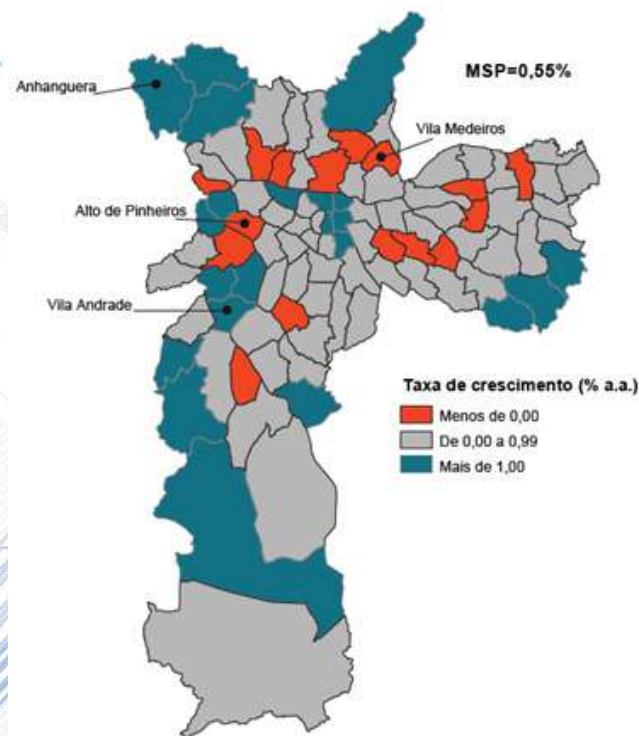 MSP=0,55%
Anhanguera
Vila Medeiros
Alto de Pinheiros
Vila Andrade
Taxa de crescimento (% a.a.)
Menos de 0,00
De 0,00 a 0,99
Mais de 1,00